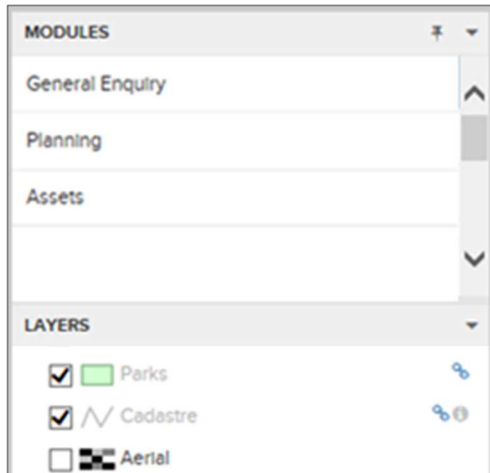 MODULES
General Enquiry
Planning
Assets
LAYERS
Parks
Cadastre
Aerial